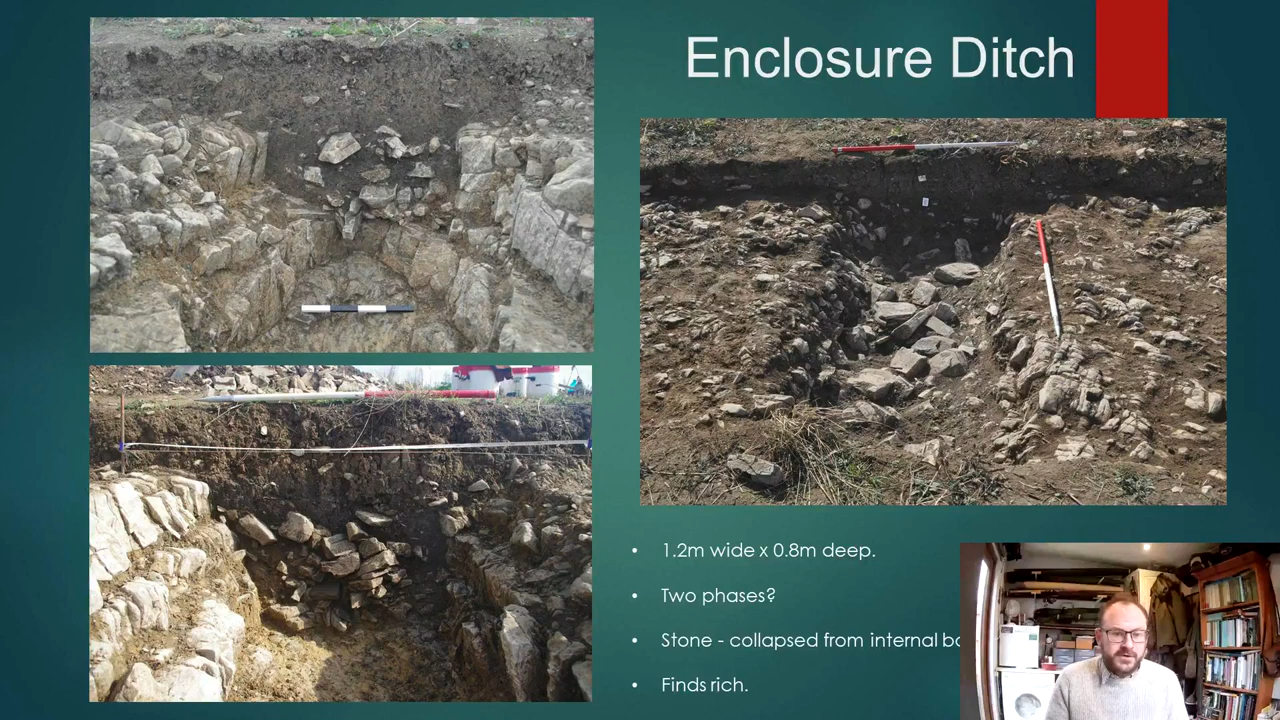 Enclosure Ditch
• 1.2m wide x 0.8m deep.
• Two phases?
• Stone - collapsed from internal
• Finds rich.